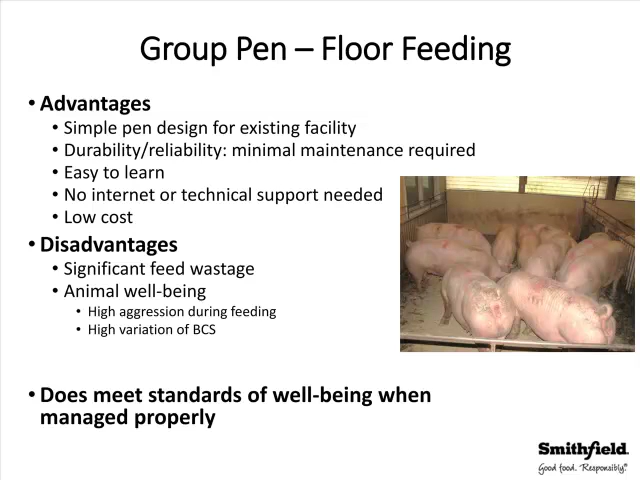 Group Pen – Floor Feeding
• Advantages
• Simple pen design for existing facility
• Durability/reliability: minimal maintenance required
• Easy to learn
• No internet or technical support needed
• Low cost
• Disadvantages
• Significant feed wastage
• Animal well-being
• High aggression during feeding
• High variation of BCS
• Does meet standards of well-being when
managed properly
Smithfield.
Good food. Responsibly.®